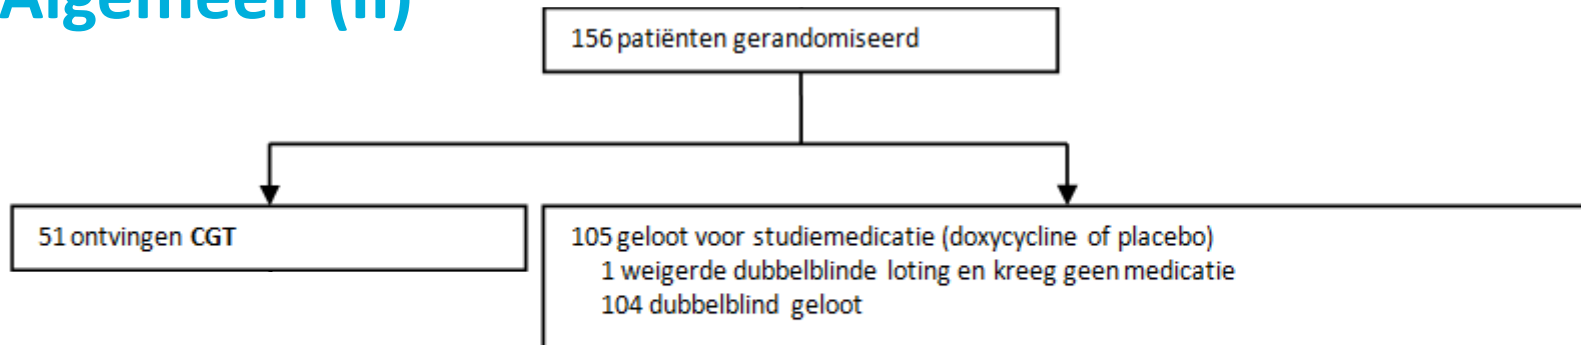 Algemeen (II)
156 patiënten gerandomiseerd
51 ontvingen CGT
105 geloot voor studiemedicatie (doxycycline of placebo)
1 weigerde dubbelblinde loting en kreeg geen medicatie
104 dubbelblind geloot